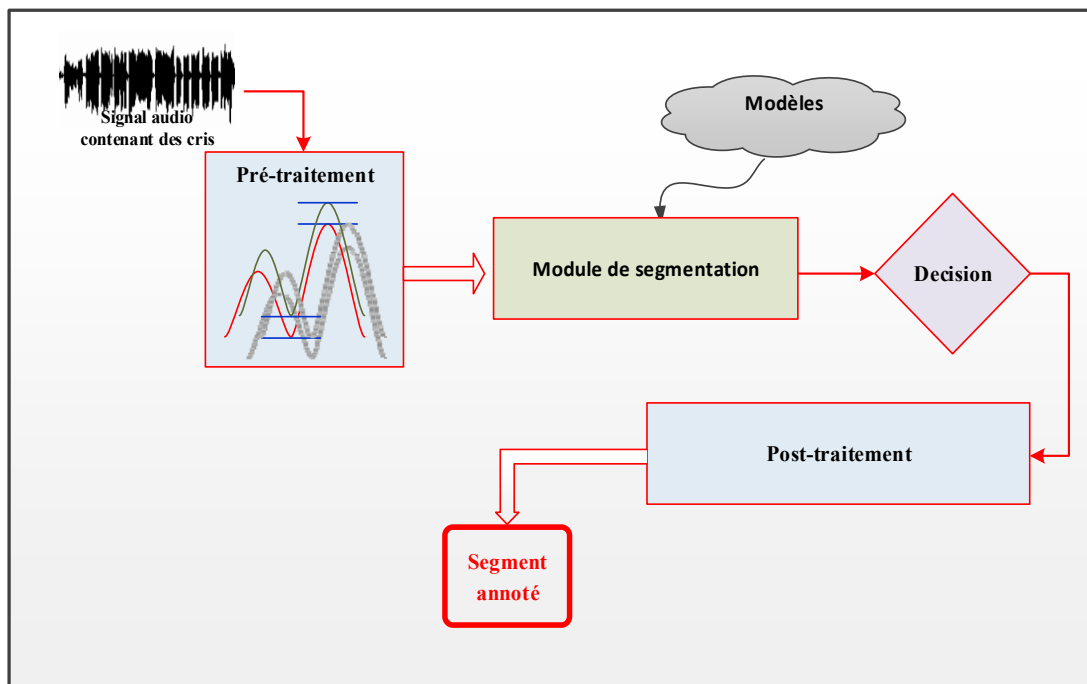 Signal audio
contenant des cris
Pré-traitement
Modèles
Module de segmentation
Decision
Post-traitement
Segment
annoté